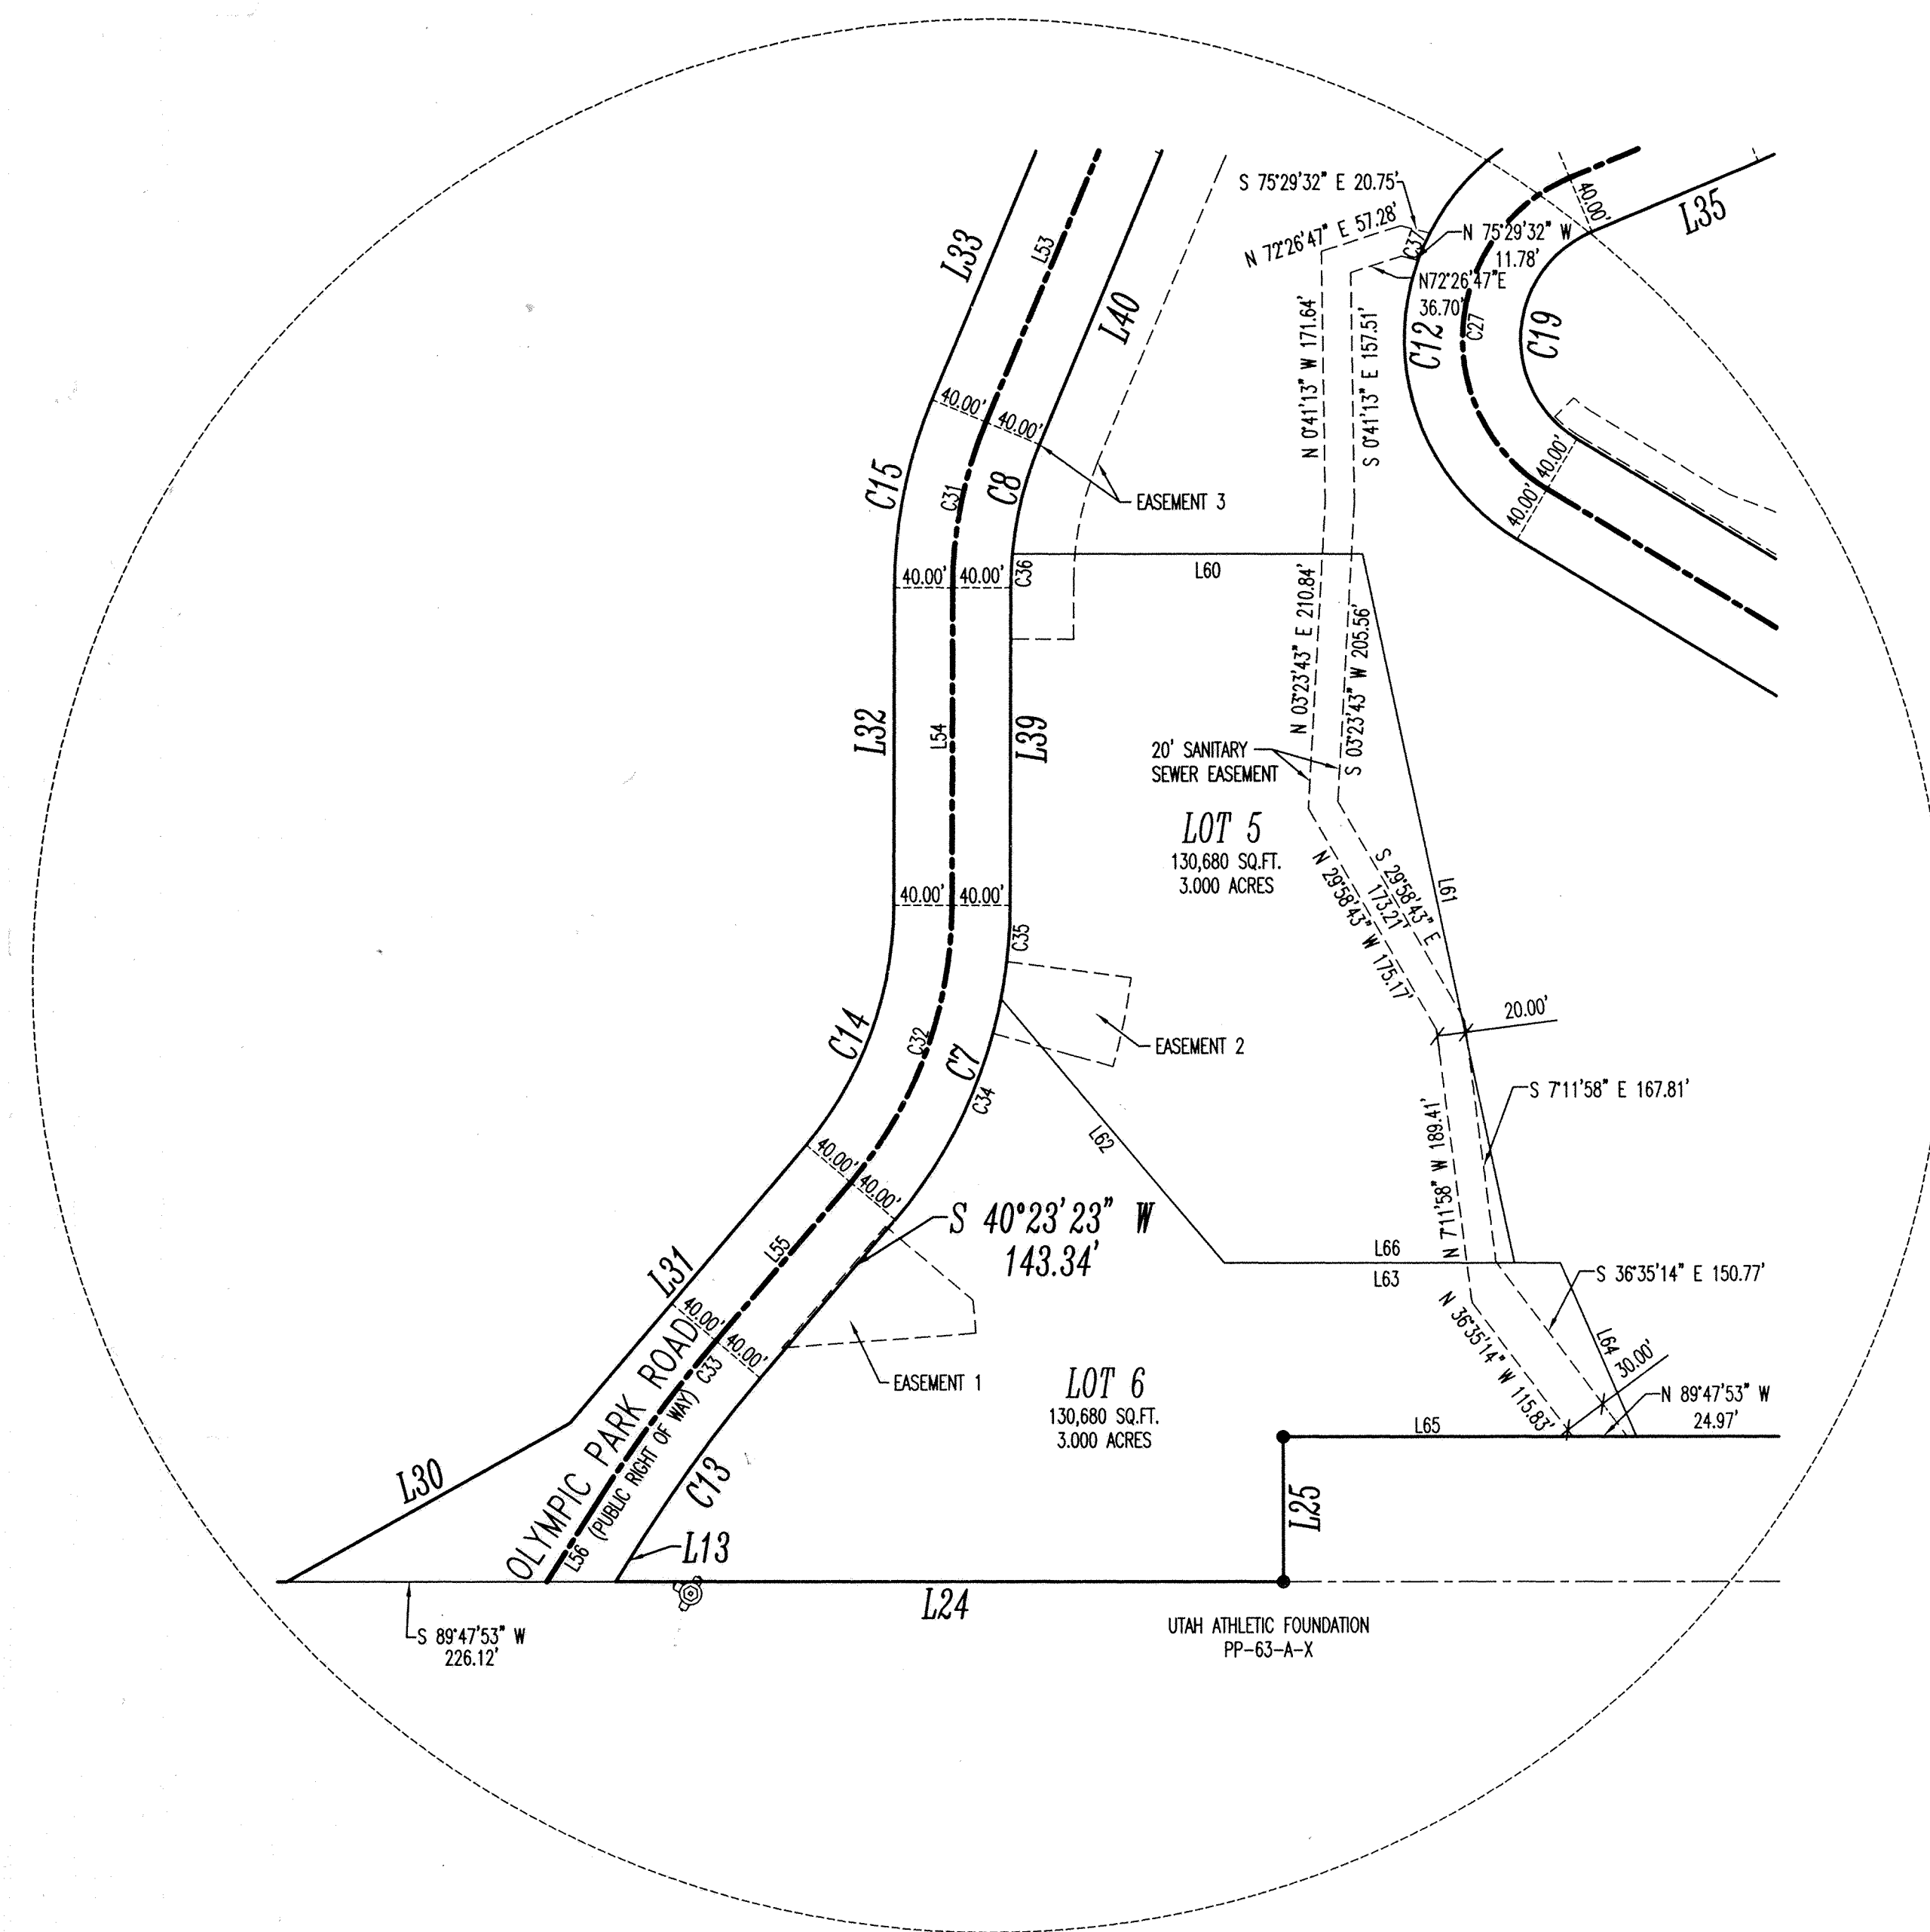 S 75°29'32" E 20.75'
N 72°26'47" E 57.28'
C37
N 75°29'32" W
11.78'
N72°26'47"E
36.70'
40.00'
L35
L33
L53
L40
N 0°41'13" W 171.64'
S 0°41'13" E 157.51'
C12
C27
C19
40.00'
40.00'
C15
C31
C8
EASEMENT 3
40.00'
40.00'
40.00'
40.00'
C36
L60
N 03°23'43" E 210.84'
S 03°23'43" W 205.56'
L32
L54
L39
20' SANITARY
SEWER EASEMENT
LOT 5
130,680 SQ.FT.
3.000 ACRES
N 29°58'43" W 175.17'
S 29°58'43" E
173.21'
L61
40.00'
40.00'
C35
20.00'
C14
C32
C7
C34
EASEMENT 2
L62
S 7°11'58" E 167.81'
N 7°11'58" W 189.41'
40.00'
40.00'
S 40°23'23" W
143.34'
L31
L55
L66
L63
S 36°35'14" E 150.77'
N 36°35'14" W 115.83'
L64
30.00'
40.00'
40.00'
C33
EASEMENT 1
LOT 6
130,680 SQ.FT.
3.000 ACRES
N 89°47'53" W
24.97'
L65
L30
OLYMPIC PARK ROAD
(PUBLIC RIGHT OF WAY)
L56
C13
L13
L25
L24
S 89°47'53" W
226.12'
UTAH ATHLETIC FOUNDATION
PP-63-A-X